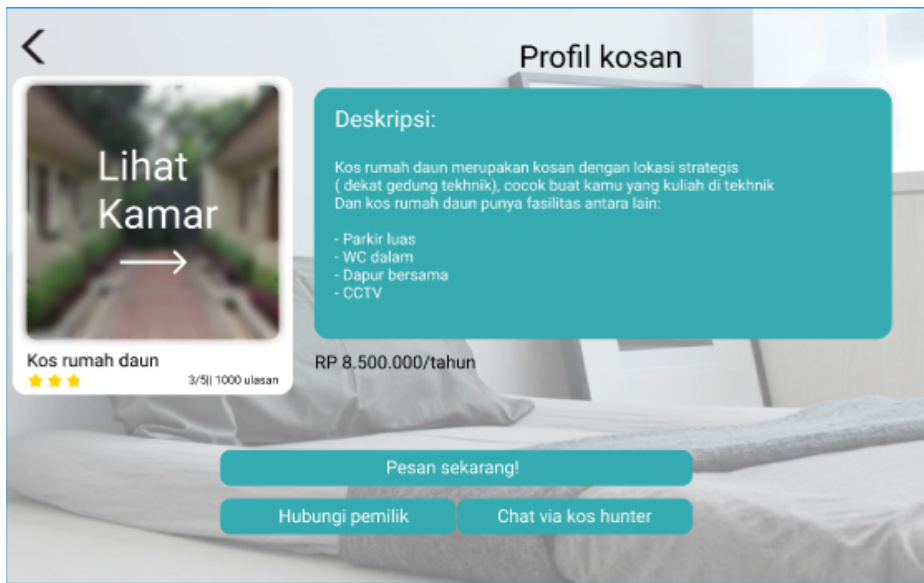 Profil kosan
Lihat
Kamar
Kos rumah daun
3/5|| 1000 ulasan
Deskripsi:
Kos rumah daun merupakan kosan dengan lokasi strategis
( dekat gedung tekhnik), cocok buat kamu yang kuliah di tekhnik
Dan kos rumah daun punya fasilitas antara lain:
- Parkir luas
- WC dalam
- Dapur bersama
- CCTV
RP 8.500.000/tahun
Pesan sekarang!
Hubungi pemilik
Chat via kos hunter